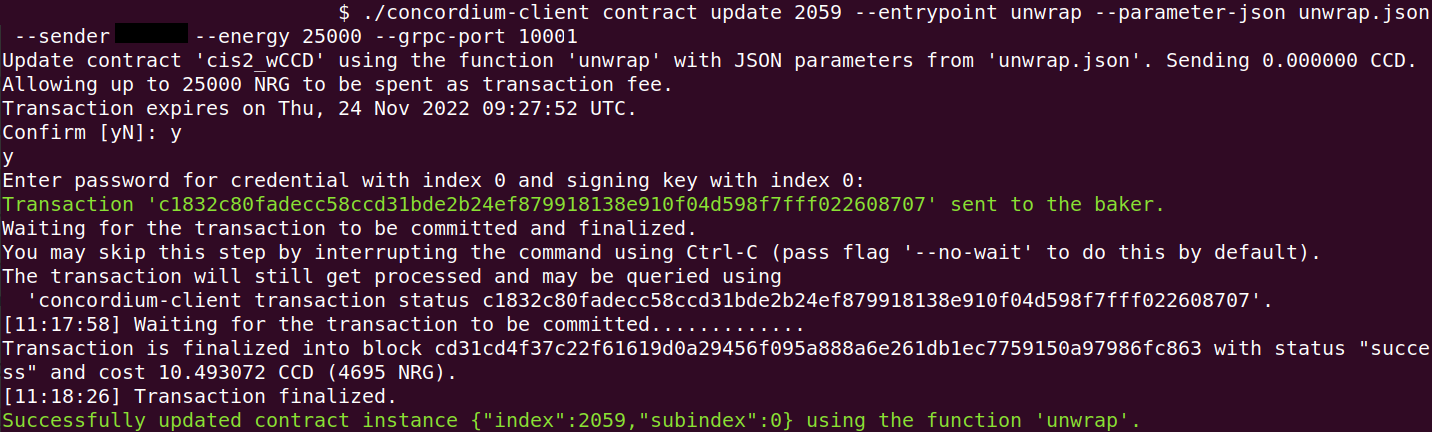 $ ./concordium-client contract update 2059 --entrypoint unwrap --parameter-json unwrap.json
--sender --energy 25000 --grpc-port 10001
Update contract 'cis2_wCCD' using the function 'unwrap' with JSON parameters from 'unwrap.json'. Sending 0.000000 CCD.
Allowing up to 25000 NRG to be spent as transaction fee.
Transaction expires on Thu, 24 Nov 2022 09:27:52 UTC.
Confirm [yN]: y
y
Enter password for credential with index 0 and signing key with index 0:
Transaction 'c1832c80fadecc58ccd31bde2b24ef879918138e910f04d598f7fff022608707' sent to the baker.
Waiting for the transaction to be committed and finalized.
You may skip this step by interrupting the command using Ctrl-C (pass flag '--no-wait' to do this by default).
The transaction will still get processed and may be queried using
  'concordium-client transaction status c1832c80fadecc58ccd31bde2b24ef879918138e910f04d598f7fff022608707'.
[11:17:58] Waiting for the transaction to be committed.............
Transaction is finalized into block cd31cd4f37c22f61619d0a29456f095a888a6e261db1ec7759150a97986fc863 with status "succe
ss" and cost 10.493072 CCD (4695 NRG).
[11:18:26] Transaction finalized.
Successfully updated contract instance {"index":2059,"subindex":0} using the function 'unwrap'.